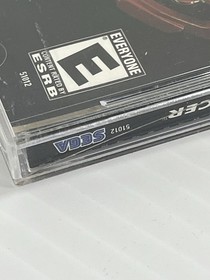 51012
EVERYONE
E
CONTENT RATED BY
ESRB
CER
51012
SEGA